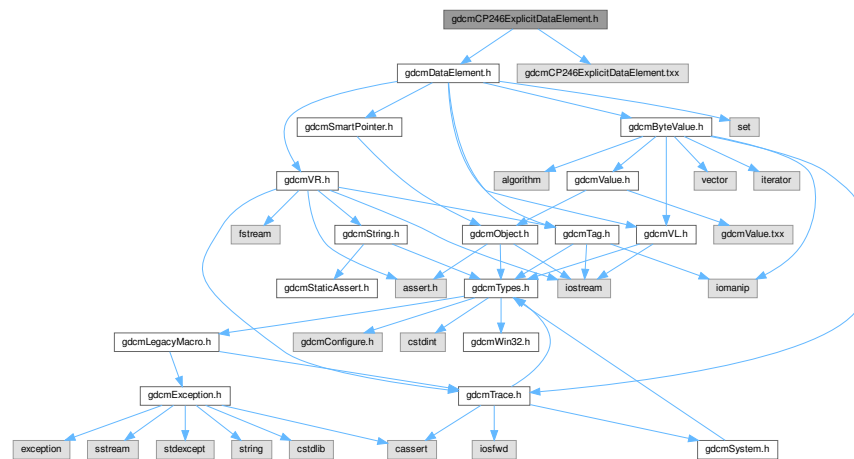 gdcmCP246ExplicitDataElement.h
gdcmDataElement.h
gdcmCP246ExplicitDataElement.txx
gdcmSmartPointer.h
gdcmByteValue.h
set
gdcmVR.h
algorithm
gdcmValue.h
vector
iterator
fstream
gdcmString.h
gdcmObject.h
gdcmTag.h
gdcmVL.h
gdcmValue.txx
gdcmStaticAssert.h
assert.h
gdcmTypes.h
iostream
iomanip
gdcmLegacyMacro.h
gdcmConfigure.h
cstdint
gdcmWin32.h
gdcmException.h
gdcmTrace.h
exception
sstream
stdexcept
string
cstdlib
cassert
iosfwd
gdcmSystem.h